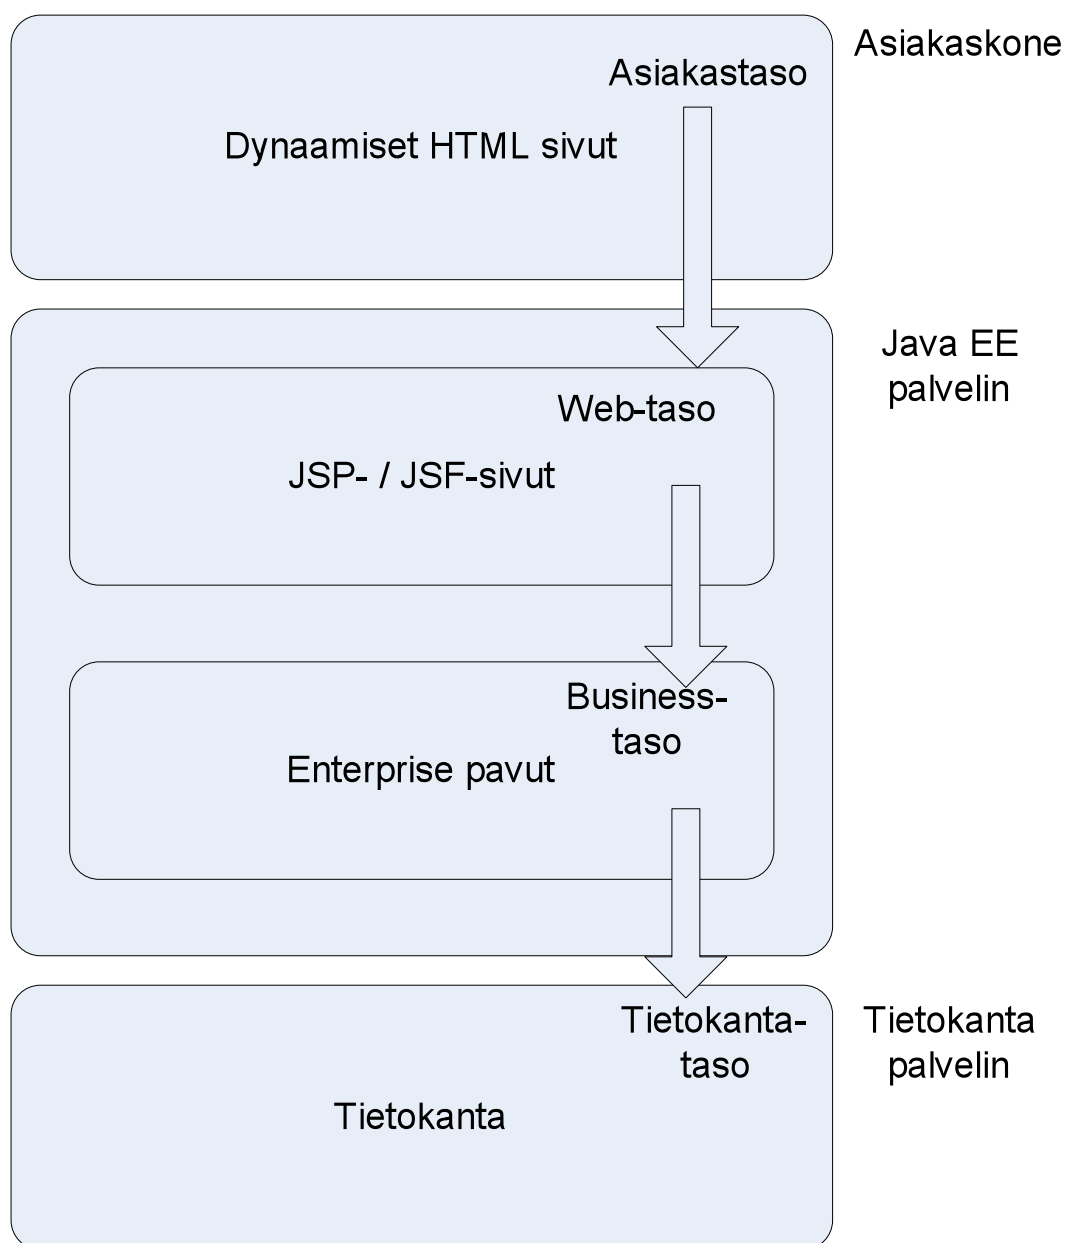 Asiakaskone
Asiakastaso
Dynaamiset HTML sivut
Java EE
palvelin
Web-taso
JSP- / JSF-sivut
Business-
taso
Enterprise pavut
Tietokanta-
taso
Tietokanta
palvelin
Tietokanta